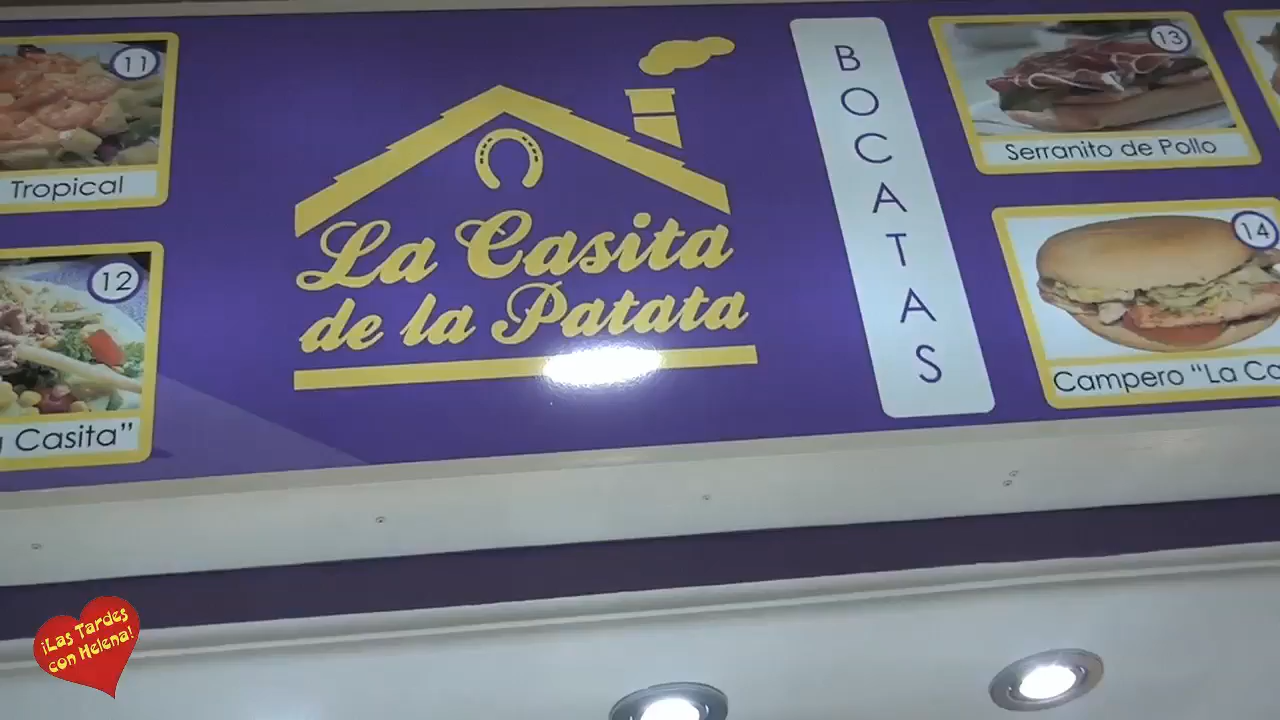 11
Tropical
12
Casita”
La Casita
de la Patata
BOCATAS
13
Serranito de Pollo
14
Campero “La
¡Las Tardes
con Helena!